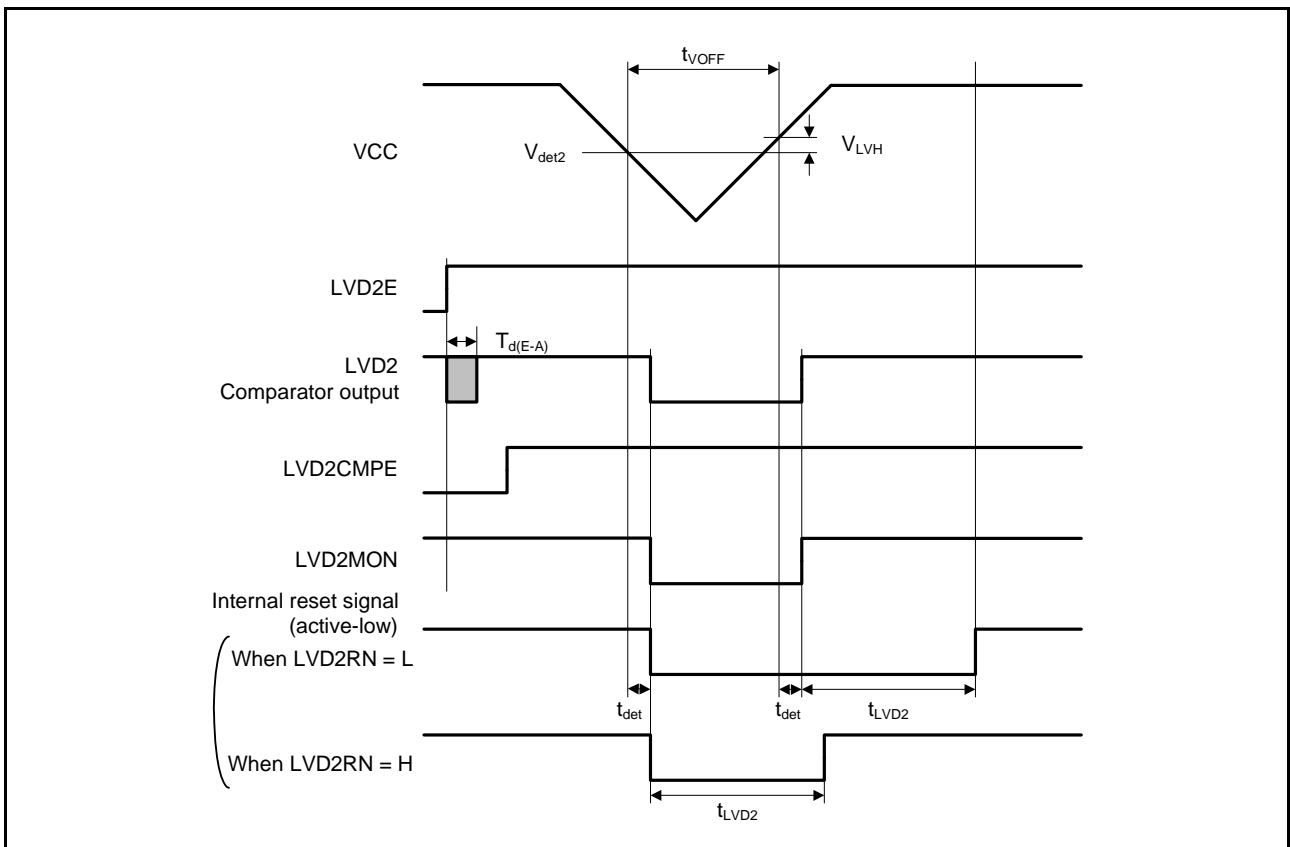 tVOFF
VCC
Vdet2
VLVH
LVD2E
Td(E-A)
LVD2
Comparator output
LVD2CMPE
LVD2MON
Internal reset signal
(active-low)
When LVD2RN = L
tdet
tdet
tLVD2
When LVD2RN = H
tLVD2